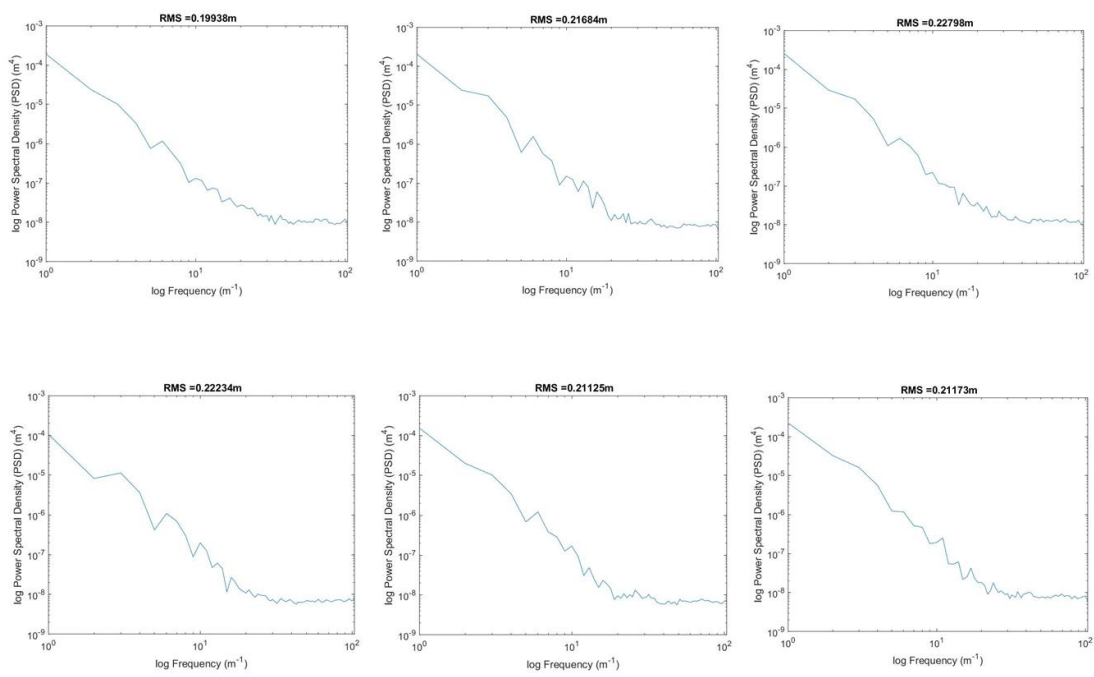 RMS =0.19938m
10^-3
10^-4
10^-5
10^-6
10^-7
10^-8
10^-9
log Power Spectral Density (PSD) (m^4)
10^0 10^1 10^2
log Frequency (m^-1)
RMS =0.21684m
10^-3
10^-4
10^-5
10^-6
10^-7
10^-8
10^-9
log Power Spectral Density (PSD) (m^4)
10^0 10^1 10^2
log Frequency (m^-1)
RMS =0.22798m
10^-3
10^-4
10^-5
10^-6
10^-7
10^-8
10^-9
log Power Spectral Density (PSD) (m^4)
10^0 10^1 10^2
log Frequency (m^-1)
RMS =0.22234m
10^-3
10^-4
10^-5
10^-6
10^-7
10^-8
10^-9
log Power Spectral Density (PSD) (m^4)
10^0 10^1 10^2
log Frequency (m^-1)
RMS =0.21125m
10^-3
10^-4
10^-5
10^-6
10^-7
10^-8
10^-9
log Power Spectral Density (PSD) (m^4)
10^0 10^1 10^2
log Frequency (m^-1)
RMS =0.21173m
10^-3
10^-4
10^-5
10^-6
10^-7
10^-8
10^-9
log Power Spectral Density (PSD) (m^4)
10^0 10^1 10^2
log Frequency (m^-1)